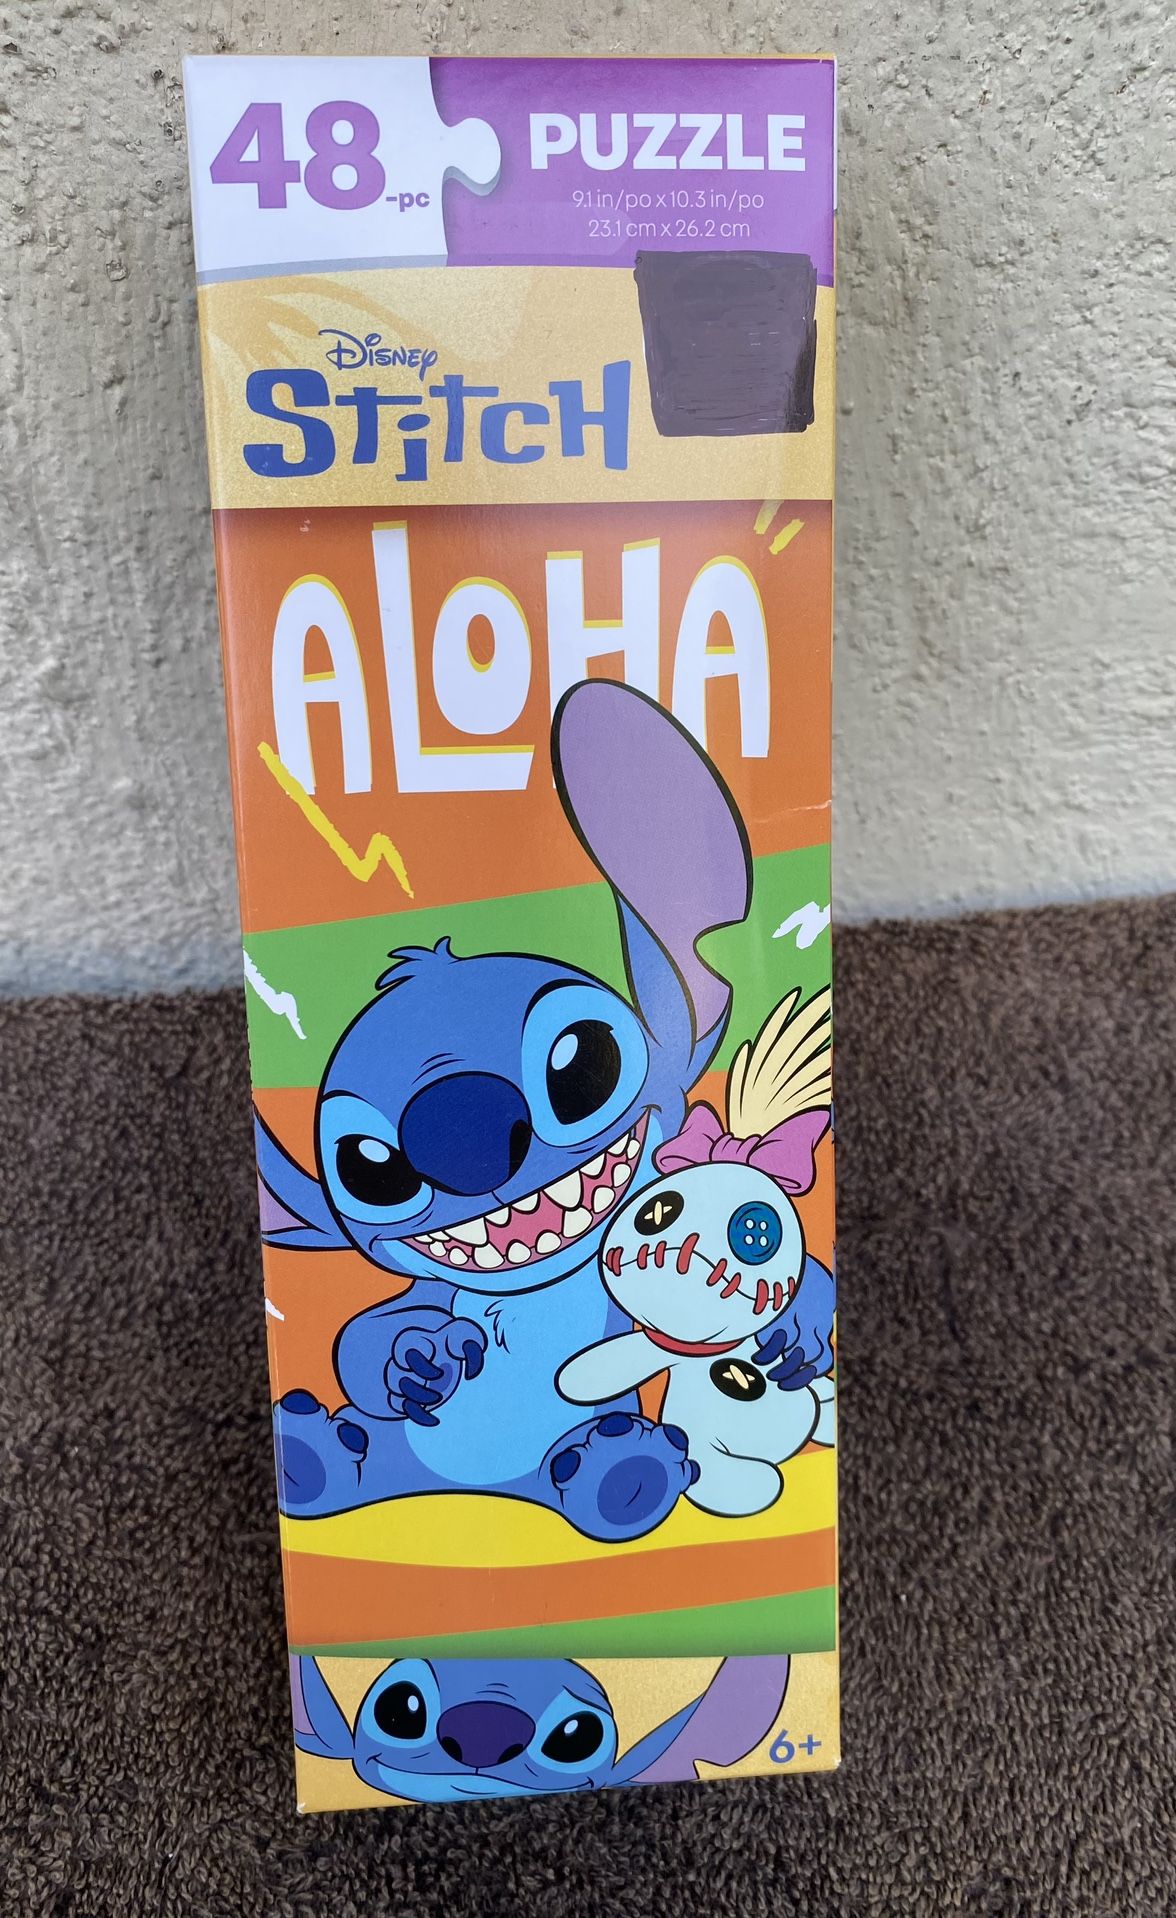 48-pc
PUZZLE
9.1 in/po x 10.3 in/po
23.1 cm x 26.2 cm
Disney
Stitch
ALOHA
6+